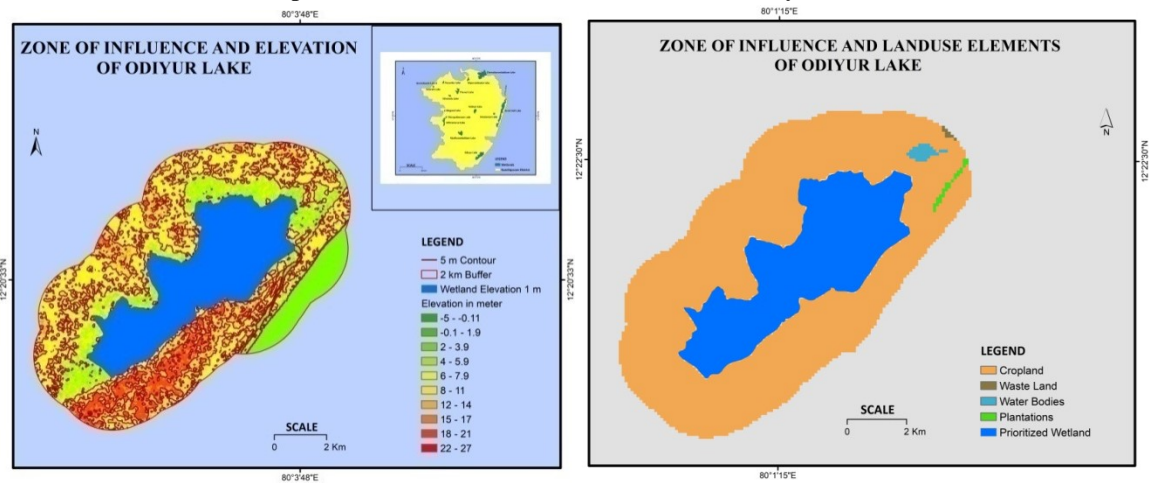 80°3'48"E
ZONE OF INFLUENCE AND ELEVATION
OF ODIYUR LAKE
N
12°20'33"N
12°20'33"N
LEGEND
5 m Contour
2 km Buffer
Wetland Elevation 1 m
Elevation in meter
-5 - -0.11
-0.1 - 1.9
2 - 3.9
4 - 5.9
6 - 7.9
8 - 11
12 - 14
15 - 17
18 - 21
22 - 27
SCALE
0 2 Km
80°3'48"E
80°1'15"E
ZONE OF INFLUENCE AND LANDUSE ELEMENTS
OF ODIYUR LAKE
N
12°22'30"N
12°22'30"N
LEGEND
Cropland
Waste Land
Water Bodies
Plantations
Prioritized Wetland
SCALE
0 2 Km
80°1'15"E